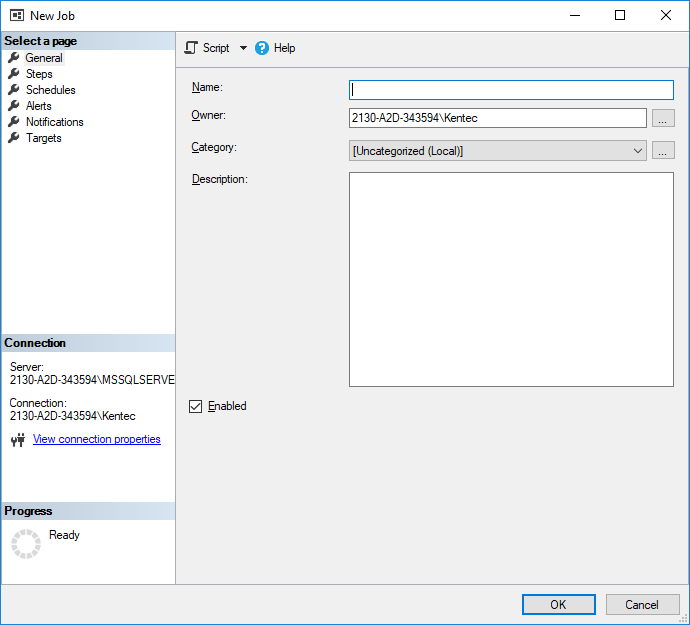 New Job
Select a page
General
Steps
Schedules
Alerts
Notifications
Targets
Script
Help
Name:
Owner:
2130-A2D-343594\Kentec
...
Category:
[Uncategorized (Local)]
...
Description:
Enabled
Connection
Server:
2130-A2D-343594\MSSQLSERVE
Connection:
2130-A2D-343594\Kentec
View connection properties
Progress
Ready
OK
Cancel